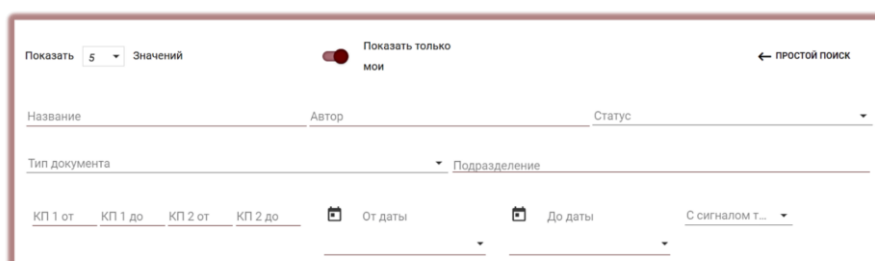 Показать 5 Значений
Показать только
мои
← ПРОСТОЙ ПОИСК
Название Автор Статус
Тип документа Подразделение
КП 1 от КП 1 до КП 2 от КП 2 до От даты До даты С сигналом т...